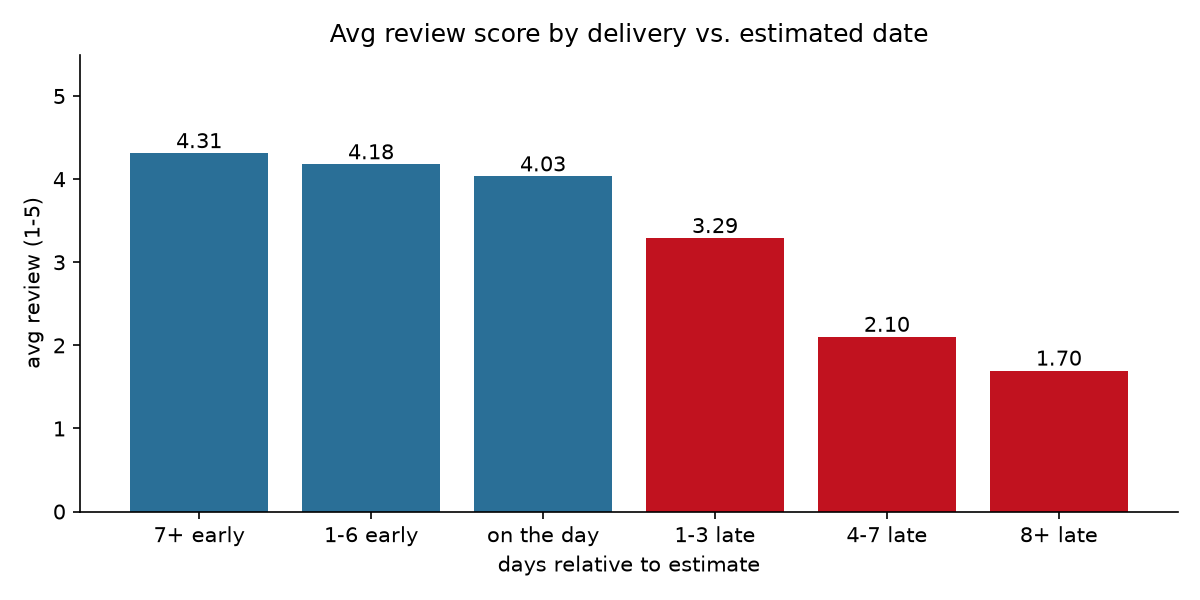 Avg review score by delivery vs. estimated date
avg review (1-5)
5
4
3
2
1
0
4.31
4.18
4.03
3.29
2.10
1.70
7+ early
1-6 early
on the day
1-3 late
4-7 late
8+ late
days relative to estimate